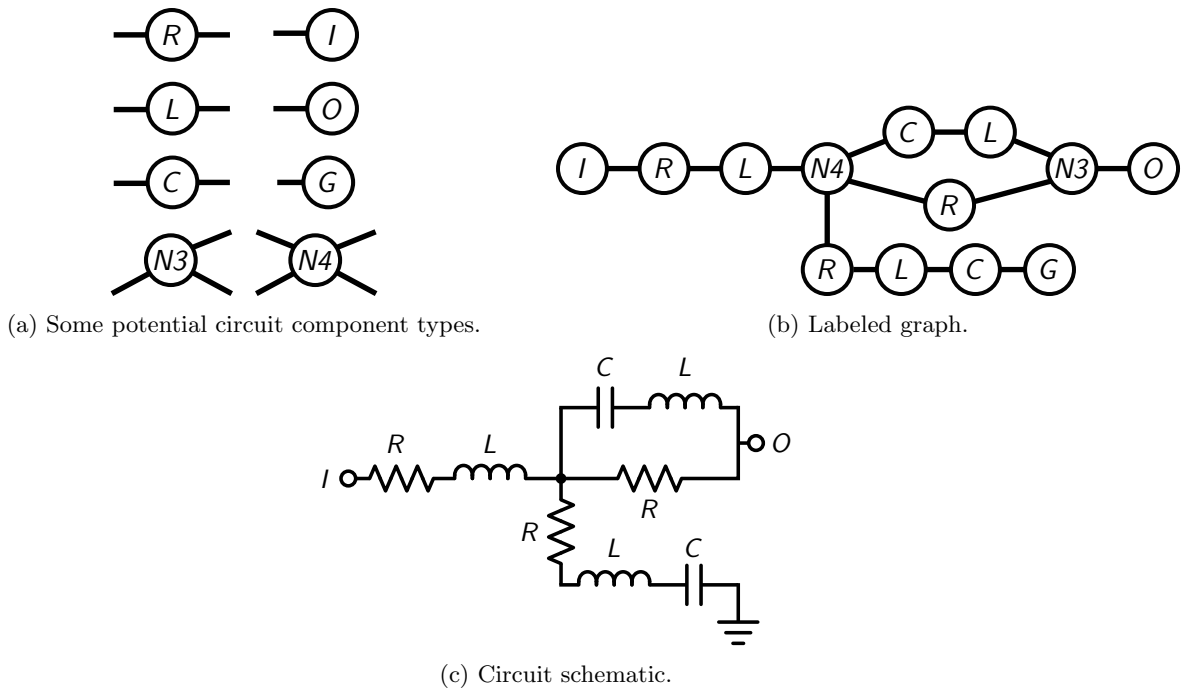 R I
L O
C G
N3 N4
(a) Some potential circuit component types.
C L
I R L N4 N3 O
R
R L C G
(b) Labeled graph.
C L
R L O
I
R R
L C
(c) Circuit schematic.